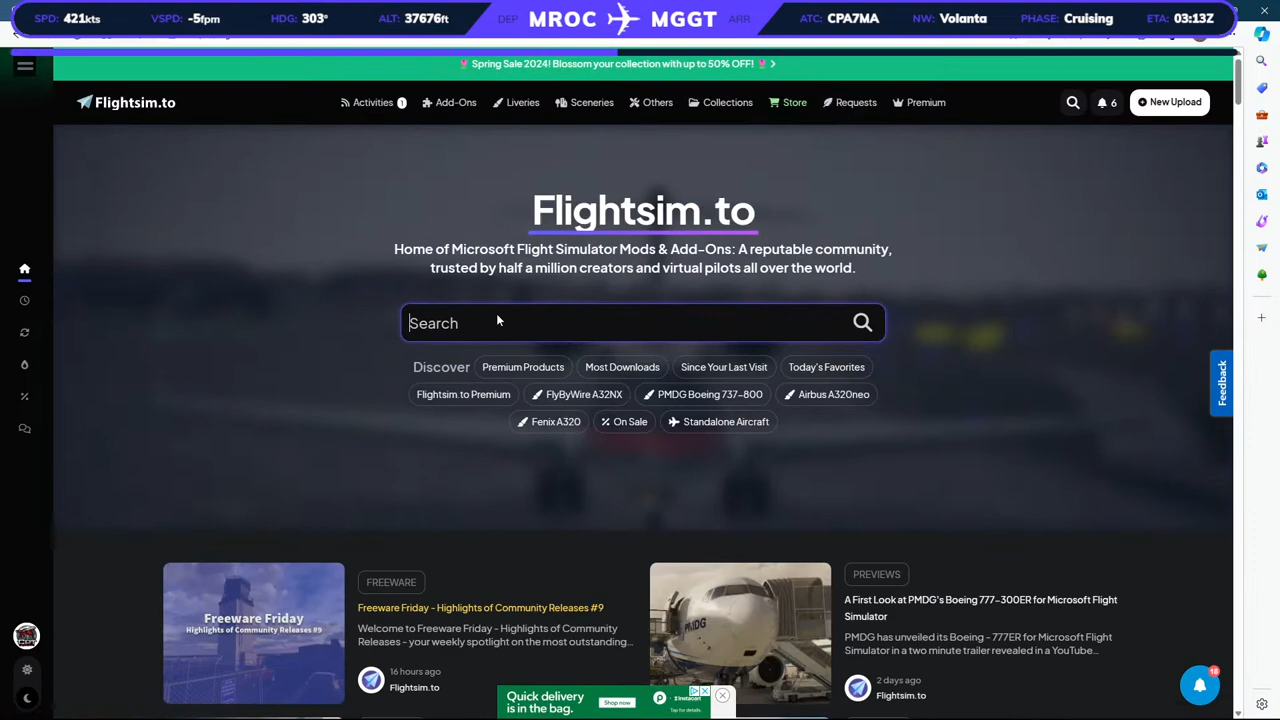 SPD: 421kts VSPD: -5fpm HDG: 303° ALT: 37676ft DEP MROC MGGT ARR ATC: CPA7MA NW: Volanta PHASE: Cruising ETA: 03:13Z
Spring Sale 2024! Blossom your collection with up to 50% OFF!
Flightsim.to Activities 1 Add-Ons Liveries Sceneries Others Collections Store Requests Premium 6 New Upload
Flightsim.to
Home of Microsoft Flight Simulator Mods & Add-Ons: A reputable community,
trusted by half a million creators and virtual pilots all over the world.
Search
Discover Premium Products Most Downloads Since Your Last Visit Today's Favorites
Flightsim.to Premium FlyByWire A32NX PMDG Boeing 737-800 Airbus A320neo
Fenix A320 On Sale Standalone Aircraft
Feedback
Freeware Friday
Highlights of Community Releases #9
FREEWARE
Freeware Friday - Highlights of Community Releases #9
Welcome to Freeware Friday - Highlights of Community
Releases - your weekly spotlight on the most outstanding...
16 hours ago
Flightsim.to
PMDG
PREVIEWS
A First Look at PMDG's Boeing 777-300ER for Microsoft Flight
Simulator
PMDG has unveiled its Boeing - 777ER for Microsoft Flight
Simulator in a two minute trailer revealed in a YouTube...
2 days ago
Flightsim.to
18
Quick delivery
is in the bag.
Shop now
instacart
Tap for details.